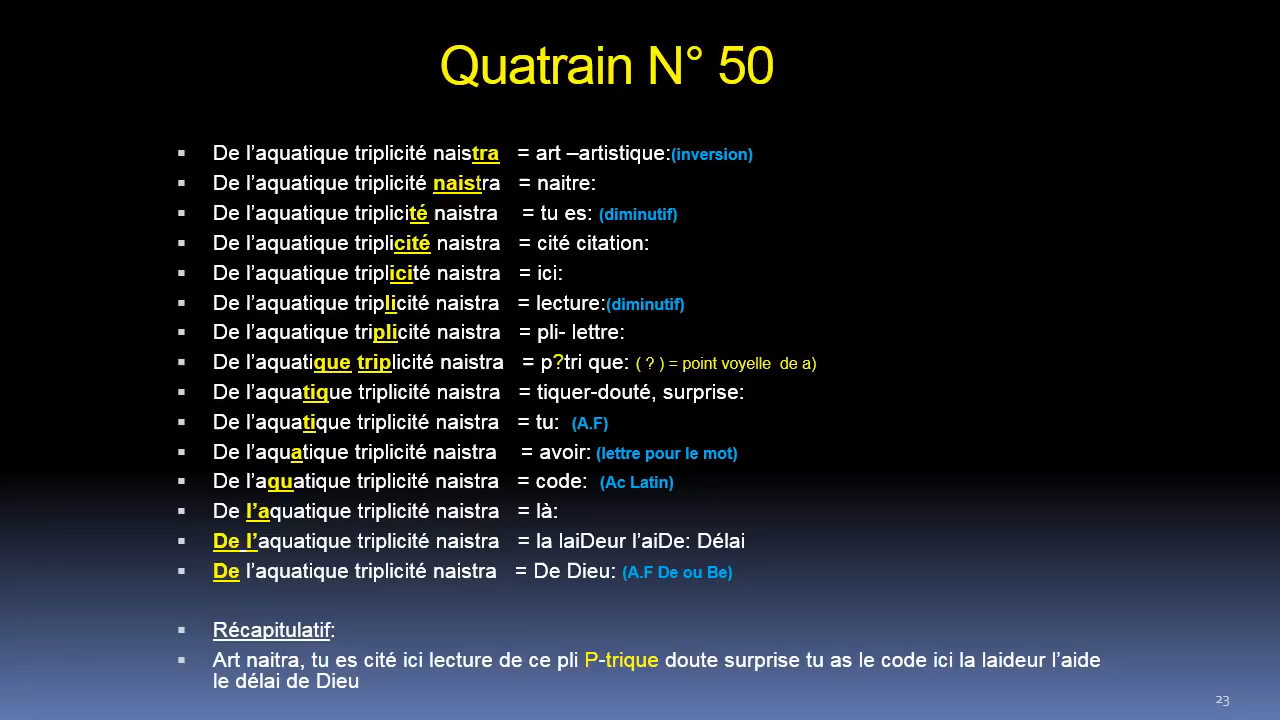 Quatrain N° 50
De l’aquatique triplicité naistra = art –artistique:(inversion)
De l’aquatique triplicité naistra = naitre:
De l’aquatique triplicité naistra = tu es: (diminutif)
De l’aquatique triplicité naistra = cité citation:
De l’aquatique triplicité naistra = ici:
De l’aquatique triplicité naistra = lecture:(diminutif)
De l’aquatique triplicité naistra = pli- lettre:
De l’aquatique triplicité naistra = p?tri que: ( ? ) = point voyelle de a)
De l’aquatique triplicité naistra = tiquer-douté, surprise:
De l’aquatique triplicité naistra = tu: (A.F)
De l’aquatique triplicité naistra = avoir: (lettre pour le mot)
De l’aquatique triplicité naistra = code: (Ac Latin)
De l’aquatique triplicité naistra = là:
De l’aquatique triplicité naistra = la laiDeur l’aiDe: Délai
De l’aquatique triplicité naistra = De Dieu: (A.F De ou Be)
Récapitulatif:
Art naitra, tu es cité ici lecture de ce pli P-trique doute surprise tu as le code ici la laideur l’aide
le délai de Dieu
23